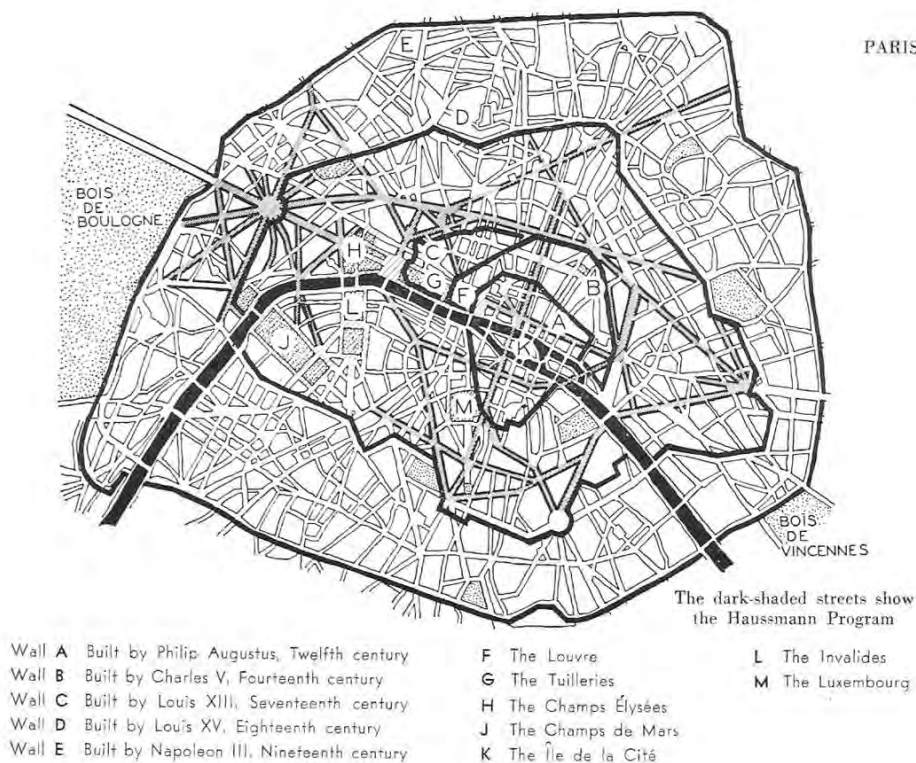 PARIS
E
D
BOIS
DE
BOULOGNE
H
C
G
F
B
L
A
J
K
M
BOIS
DE
VINCENNES
The dark-shaded streets show
the Haussmann Program
Wall A Built by Philip Augustus, Twelfth century
Wall B Built by Charles V, Fourteenth century
Wall C Built by Louis XIII, Seventeenth century
Wall D Built by Louis XV, Eighteenth century
Wall E Built by Napoleon III, Nineteenth century
F The Louvre
G The Tuilleries
H The Champs Élysées
J The Champs de Mars
K The Île de la Cité
L The Invalides
M The Luxembourg